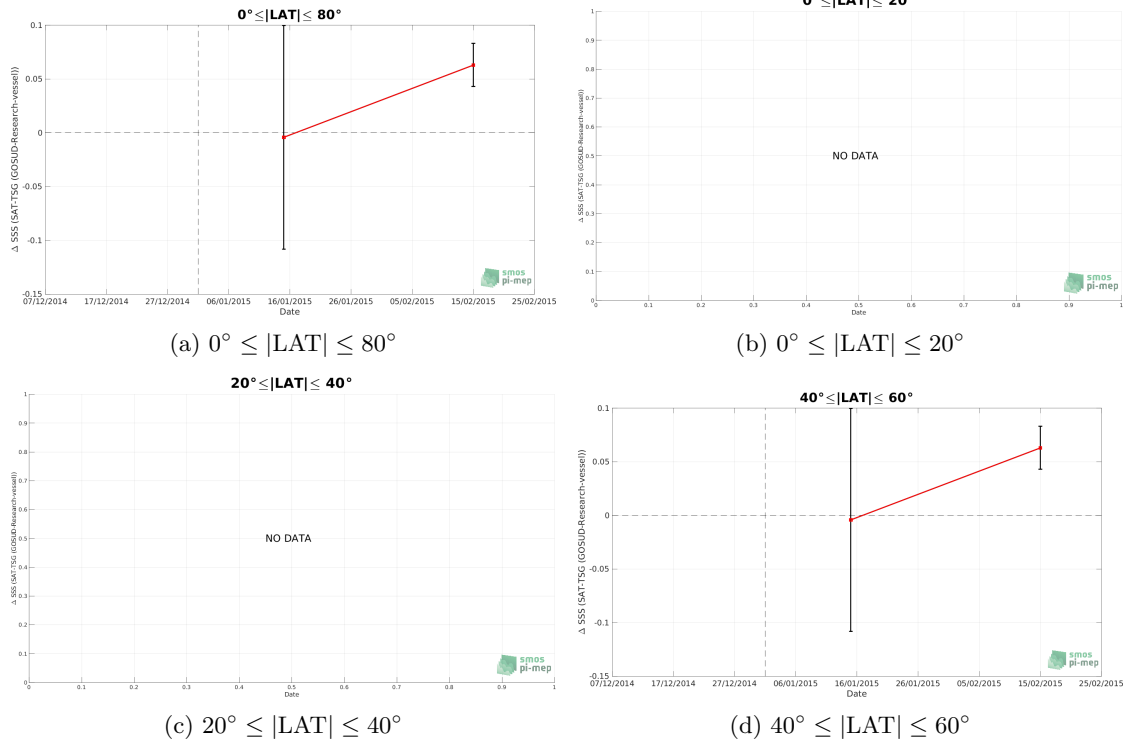 0°≤|LAT|≤ 80°
0.1
0.05
0
-0.05
-0.1
-0.15
Δ SSS (SAT-TSG (GOSUD-Research-vessel))
07/12/2014 17/12/2014 27/12/2014 06/01/2015 16/01/2015 26/01/2015 05/02/2015 15/02/2015 25/02/2015
Date
smos
pi-mep
(a) 0° ≤ |LAT| ≤ 80°
0°≤|LAT|≤ 20°
1
0.9
0.8
0.7
0.6
0.5
0.4
0.3
0.2
0.1
0
Δ SSS (SAT-TSG (GOSUD-Research-vessel))
NO DATA
0 0.1 0.2 0.3 0.4 0.5 0.6 0.7 0.8 0.9 1
Date
smos
pi-mep
(b) 0° ≤ |LAT| ≤ 20°
20°≤|LAT|≤ 40°
1
0.9
0.8
0.7
0.6
0.5
0.4
0.3
0.2
0.1
0
Δ SSS (SAT-TSG (GOSUD-Research-vessel))
NO DATA
0 0.1 0.2 0.3 0.4 0.5 0.6 0.7 0.8 0.9 1
Date
smos
pi-mep
(c) 20° ≤ |LAT| ≤ 40°
40°≤|LAT|≤ 60°
0.1
0.05
0
-0.05
-0.1
-0.15
Δ SSS (SAT-TSG (GOSUD-Research-vessel))
07/12/2014 17/12/2014 27/12/2014 06/01/2015 16/01/2015 26/01/2015 05/02/2015 15/02/2015 25/02/2015
Date
smos
pi-mep
(d) 40° ≤ |LAT| ≤ 60°